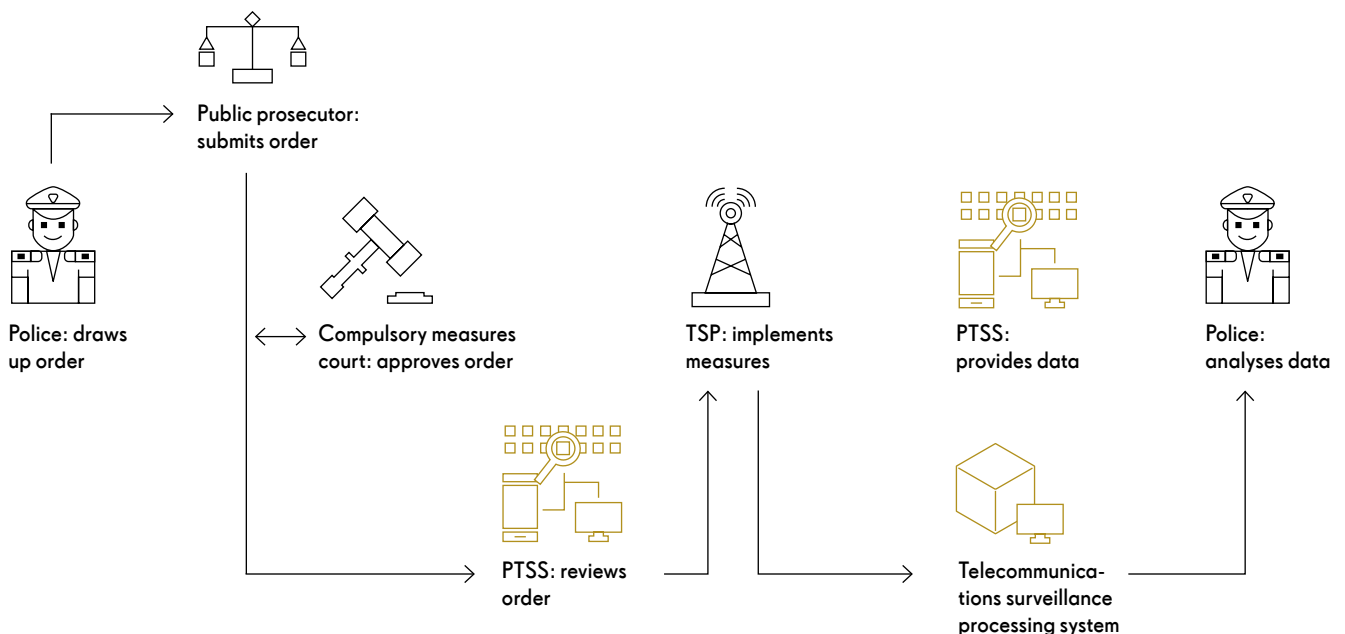 Public prosecutor:
submits order
Police: draws
up order
Compulsory measures
court: approves order
TSP: implements
measures
PTSS:
provides data
Police:
analyses data
PTSS: reviews
order
Telecommunica-
tions surveillance
processing system